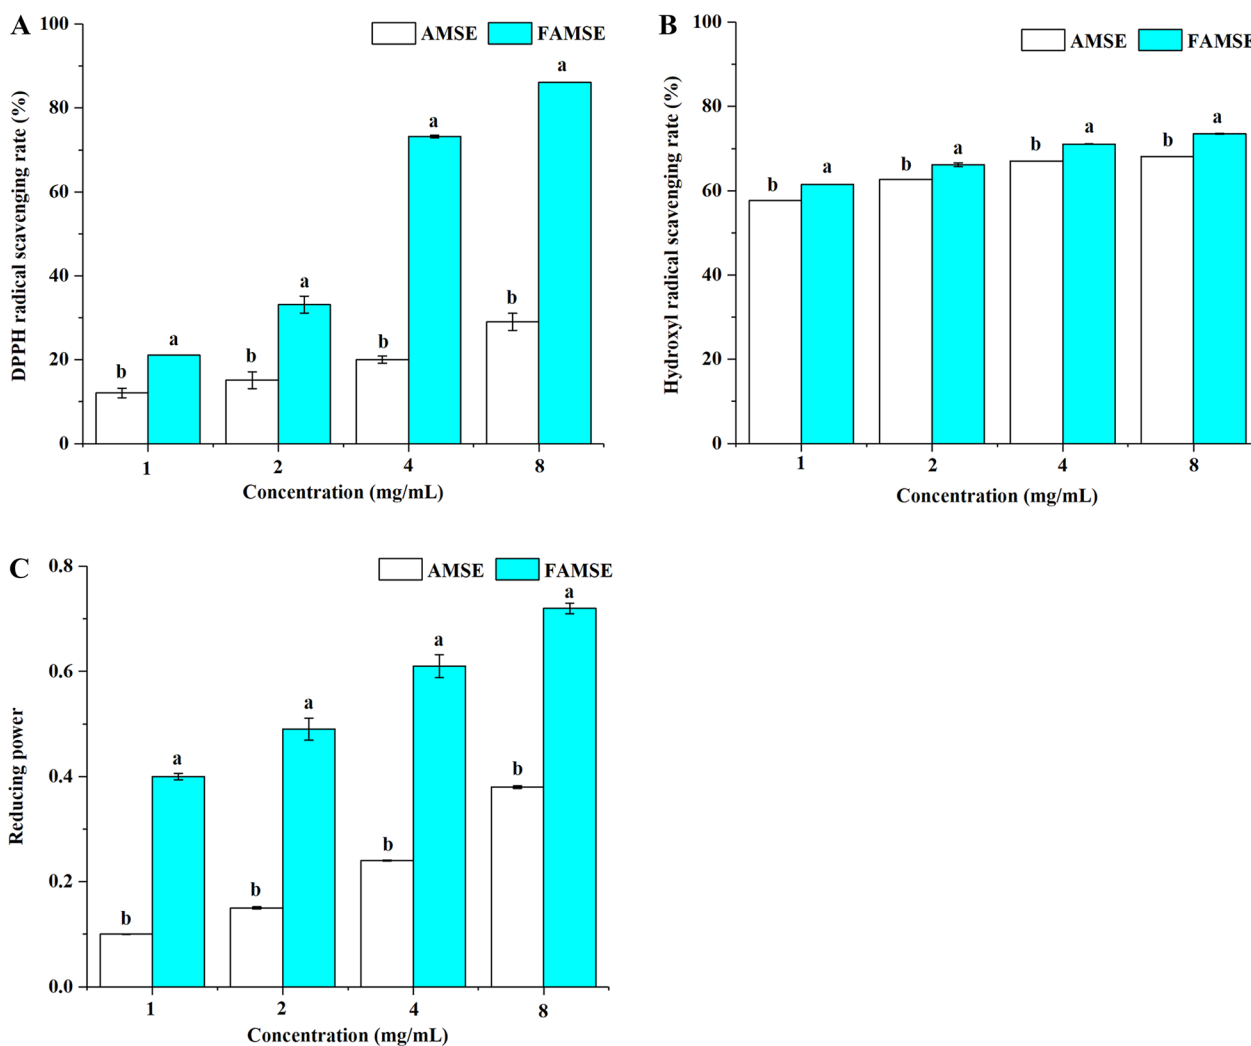 A
AMSE
FAMSE
DPPH radical scavenging rate (%)
100
80
60
40
20
0
b
a
b
a
b
a
b
a
1
2
4
8
Concentration (mg/mL)
B
AMSE
FAMSE
Hydroxyl radical scavenging rate (%)
100
80
60
40
20
0
b
a
b
a
b
a
b
a
1
2
4
8
Concentration (mg/mL)
C
AMSE
FAMSE
Reducing power
0.8
0.6
0.4
0.2
0.0
b
a
b
a
b
a
b
a
1
2
4
8
Concentration (mg/mL)